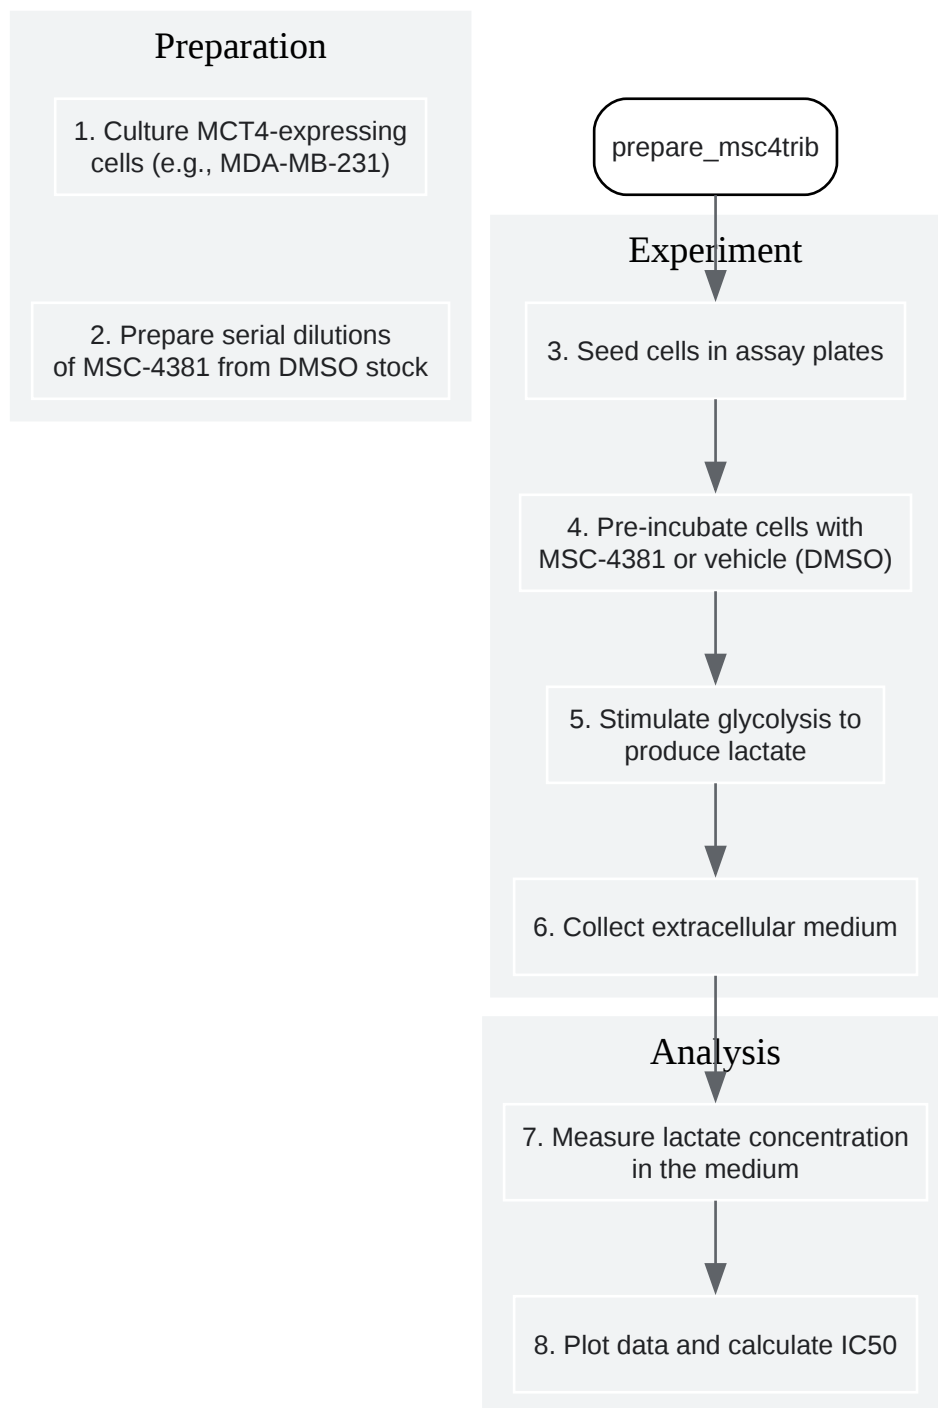 Preparation
1. Culture MCT4-expressing
cells (e.g., MDA-MB-231)
2. Prepare serial dilutions
of MSC-4381 from DMSO stock
prepare_msc4trib
Experiment
3. Seed cells in assay plates
4. Pre-incubate cells with
MSC-4381 or vehicle (DMSO)
5. Stimulate glycolysis to
produce lactate
6. Collect extracellular medium
Analysis
7. Measure lactate concentration
in the medium
8. Plot data and calculate IC50